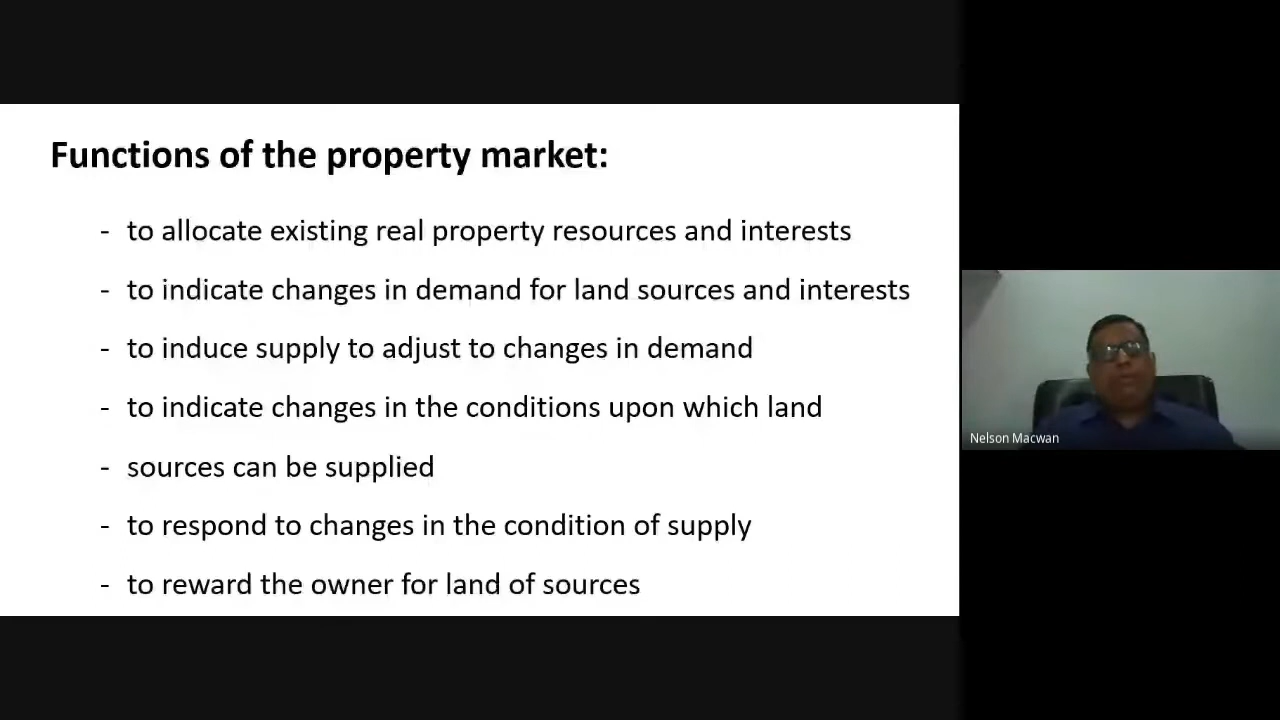 Functions of the property market:
- to allocate existing real property resources and interests
- to indicate changes in demand for land sources and interests
- to induce supply to adjust to changes in demand
- to indicate changes in the conditions upon which land
- sources can be supplied
- to respond to changes in the condition of supply
- to reward the owner for land of sources
Nelson Macwan